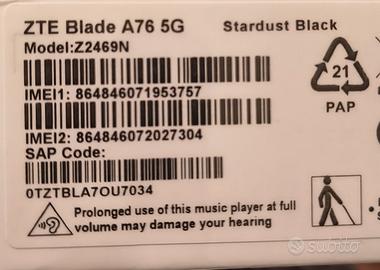 ZTE Blade A76 5G Stardust Black
Model:Z2469N
IMEI1: 864846071953757
IMEI2: 864846072027304
SAP Code:
0TZTBLA7OU7034
21
PAP
Prolonged use of this music player at full
volume may damage your hearing
subito